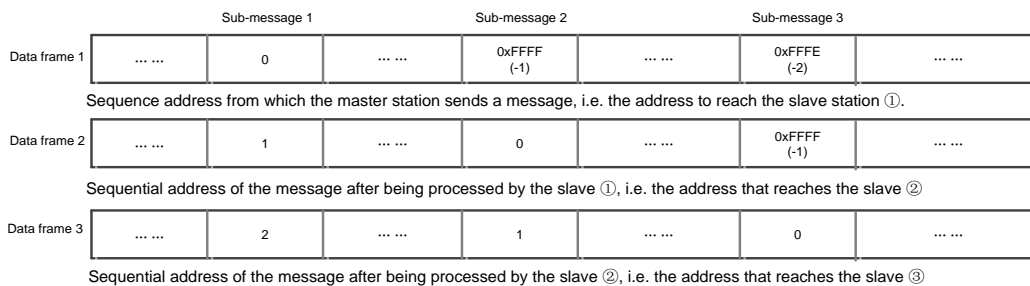 Sub-message 1 Sub-message 2 Sub-message 3
Data frame 1 ... ... 0 ... ... 0xFFFF (-1) ... ... 0xFFFE (-2) ... ...
Sequence address from which the master station sends a message, i.e. the address to reach the slave station ①.
Data frame 2 ... ... 1 ... ... 0 ... ... 0xFFFF (-1) ... ...
Sequential address of the message after being processed by the slave ①, i.e. the address that reaches the slave ②
Data frame 3 ... ... 2 ... ... 1 ... ... 0 ... ...
Sequential address of the message after being processed by the slave ②, i.e. the address that reaches the slave ③